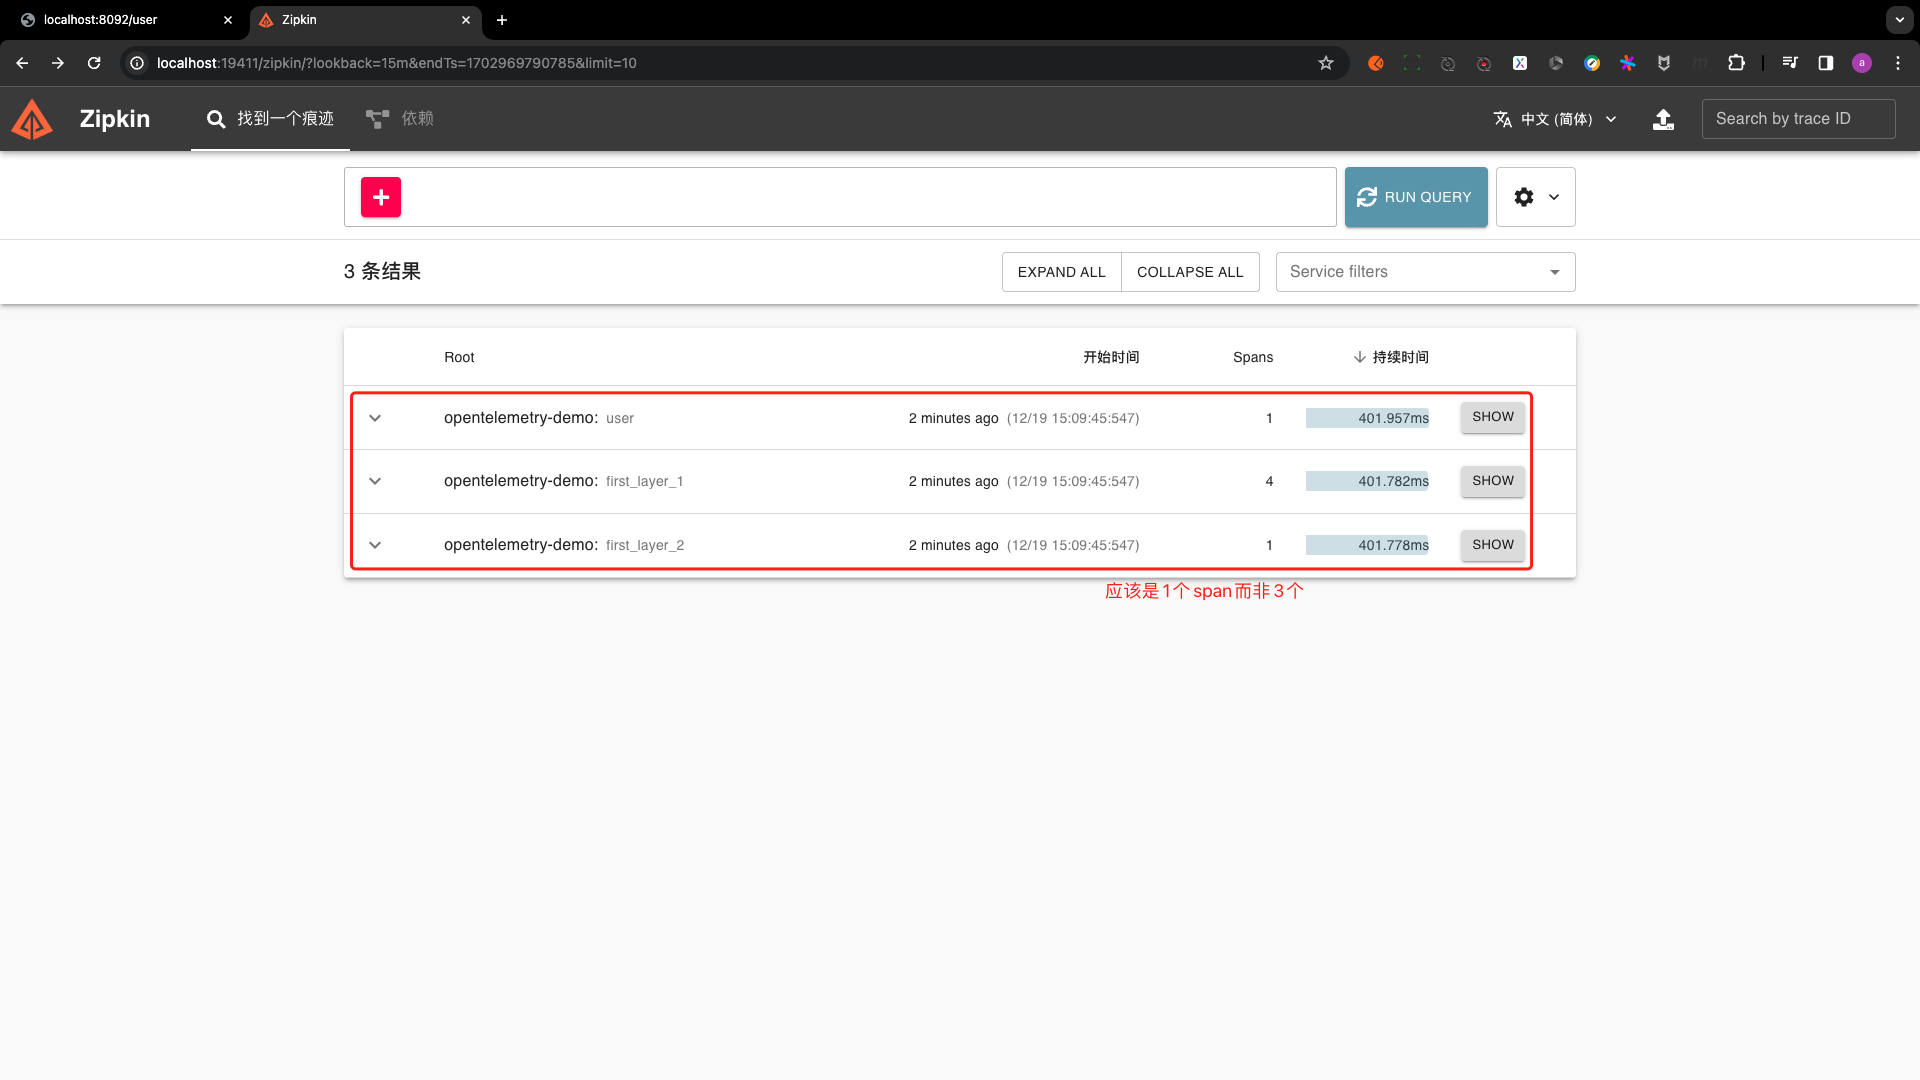 localhost:8092/user
Zipkin
localhost:19411/zipkin/?lookback=15m&endTs=1702969790785&limit=10
a
Zipkin
找到一个痕迹
依赖
中文 (简体)
Search by trace ID
RUN QUERY
3 条结果
EXPAND ALL
COLLAPSE ALL
Service filters
Root 开始时间 Spans 持续时间
opentelemetry-demo: user 2 minutes ago (12/19 15:09:45:547) 1 401.957ms SHOW
opentelemetry-demo: first_layer_1 2 minutes ago (12/19 15:09:45:547) 4 401.782ms SHOW
opentelemetry-demo: first_layer_2 2 minutes ago (12/19 15:09:45:547) 1 401.778ms SHOW
应该是1个span而非3个